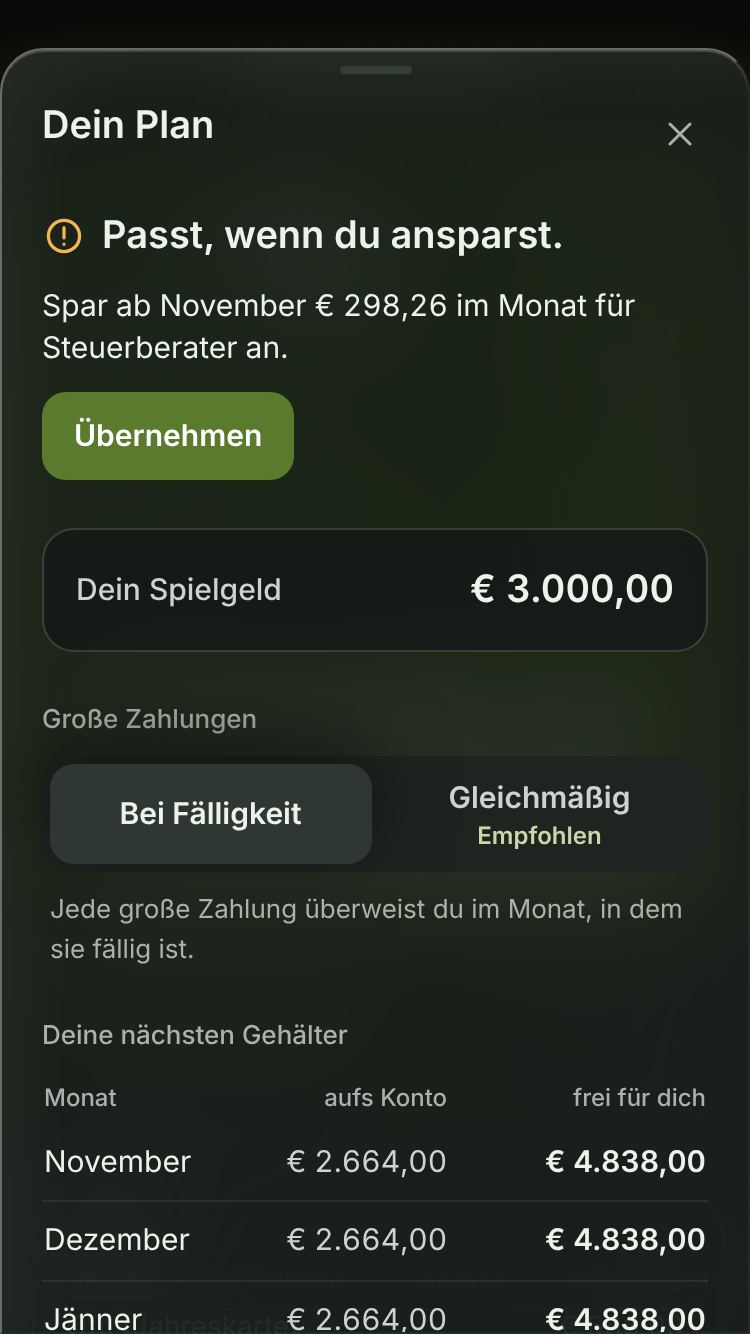 Dein Plan
Passt, wenn du ansparst.
Spar ab November € 298,26 im Monat für
Steuerberater an.
Übernehmen
Dein Spielgeld € 3.000,00
Große Zahlungen
Bei Fälligkeit
Gleichmäßig
Empfohlen
Jede große Zahlung überweist du im Monat, in dem
sie fällig ist.
Deine nächsten Gehälter
Monat aufs Konto frei für dich
November € 2.664,00 € 4.838,00
Dezember € 2.664,00 € 4.838,00
Jänner € 2.664,00 € 4.838,00